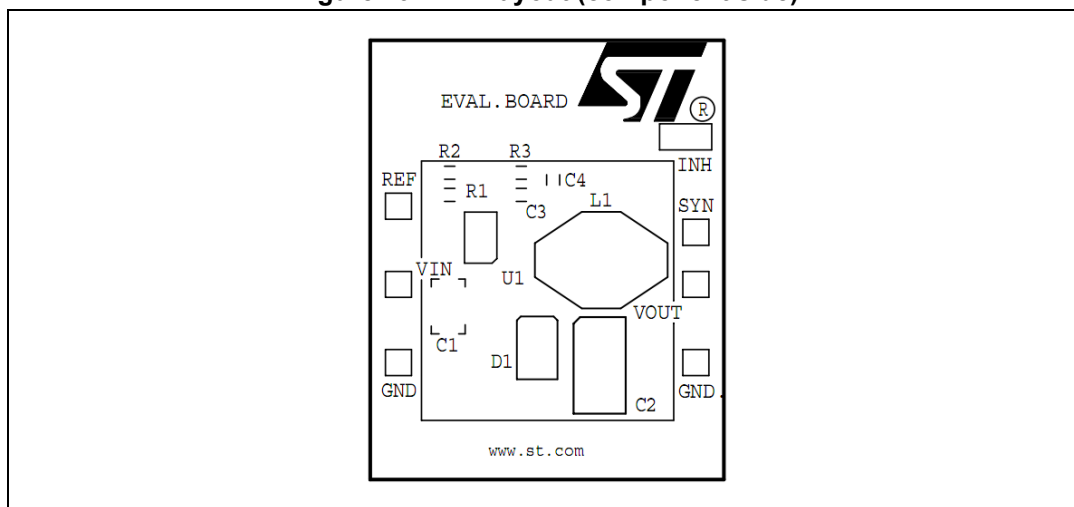 EVAL.BOARD
ST
R
INH
R2
R3
REF
R1
C4
C3
L1
SYN
VIN
U1
VOUT
C1
D1
GND
C2
GND.
www.st.com